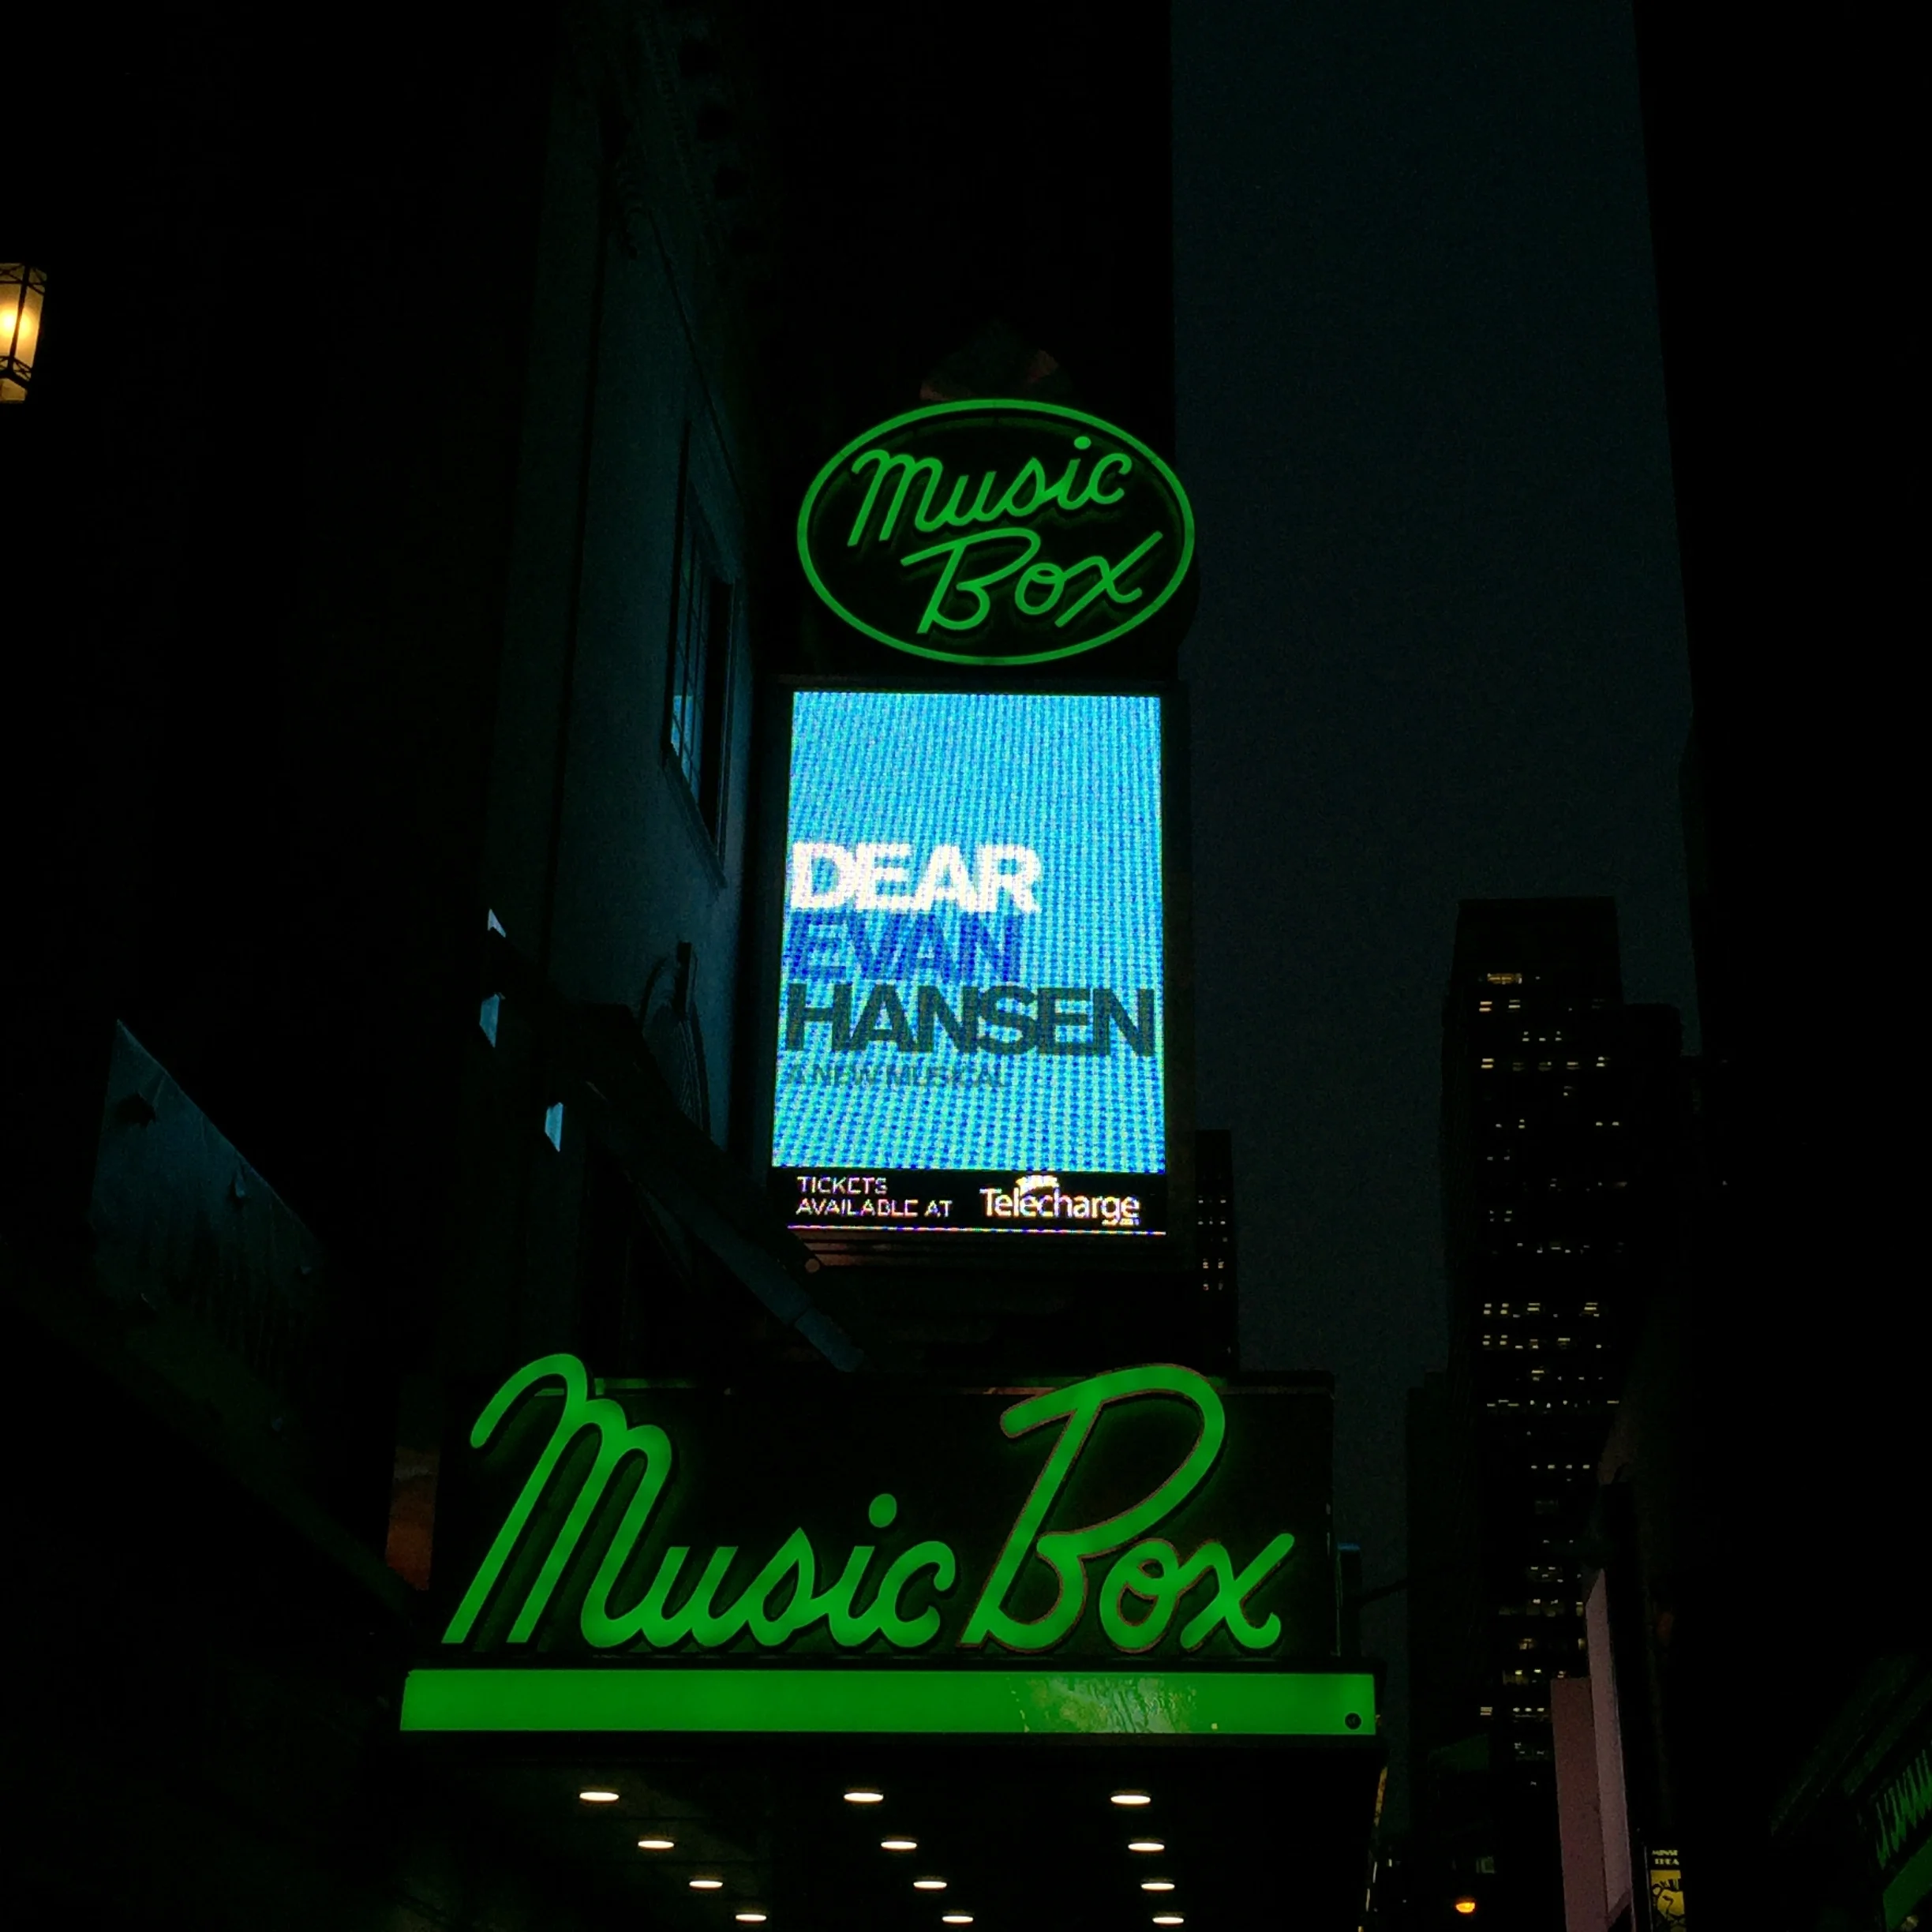 Music
Box
DEAR
EVAN
HANSEN
A NEW MUSICAL
TICKETS
AVAILABLE AT
Telecharge
Music Box